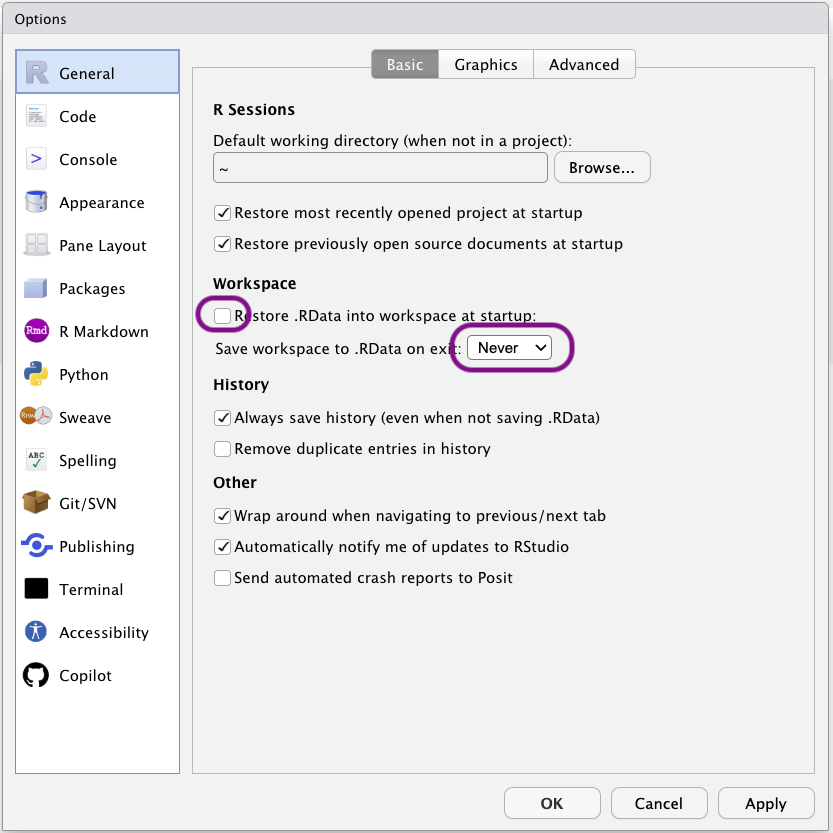 Options
General
Code
Console
Appearance
Pane Layout
Packages
Rmd R Markdown
Python
Rnw Sweave
ABC Spelling
Git/SVN
Publishing
Terminal
Accessibility
Copilot
Basic Graphics Advanced
R Sessions
Default working directory (when not in a project):
~ Browse...
Restore most recently opened project at startup
Restore previously open source documents at startup
Workspace
Restore .RData into workspace at startup:
Save workspace to .RData on exit: Never
History
Always save history (even when not saving .RData)
Remove duplicate entries in history
Other
Wrap around when navigating to previous/next tab
Automatically notify me of updates to RStudio
Send automated crash reports to Posit
OK Cancel Apply